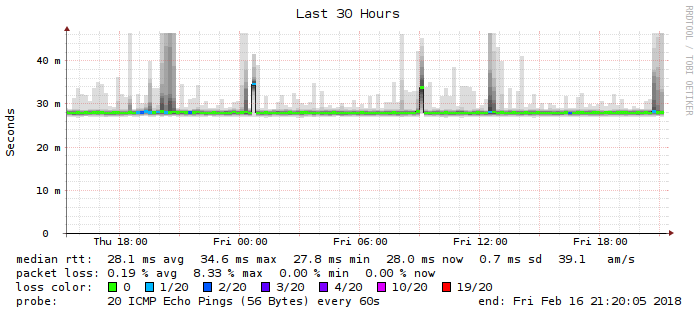 Last 30 Hours
RRDTOOL / TOBI OETIKER
Seconds
40 m
30 m
20 m
10 m
0
Thu 18:00 Fri 00:00 Fri 06:00 Fri 12:00 Fri 18:00
median rtt: 28.1 ms avg 34.6 ms max 27.8 ms min 28.0 ms now 0.7 ms sd 39.1 am/s
packet loss: 0.19 % avg 8.33 % max 0.00 % min 0.00 % now
loss color: 0 1/20 2/20 3/20 4/20 10/20 19/20
probe: 20 ICMP Echo Pings (56 Bytes) every 60s end: Fri Feb 16 21:20:05 2018